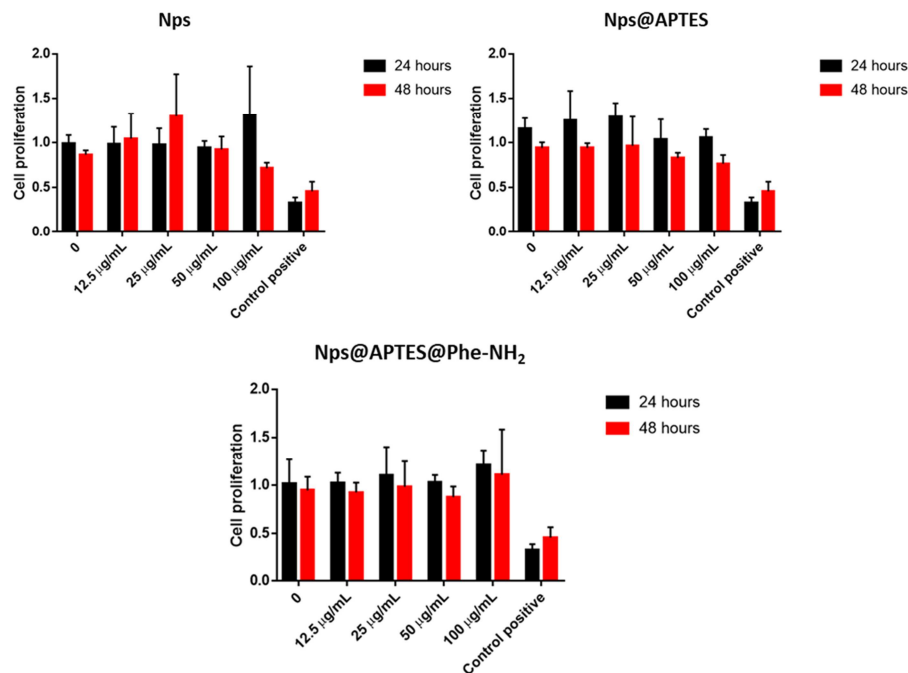 Nps
2.0
1.5
1.0
0.5
0.0
Cell proliferation
0
12.5 µg/mL
25 µg/mL
50 µg/mL
100 µg/mL
Control positive
24 hours
48 hours
Nps@APTES
2.0
1.5
1.0
0.5
0.0
Cell proliferation
0
12.5 µg/mL
25 µg/mL
50 µg/mL
100 µg/mL
Control positive
24 hours
48 hours
Nps@APTES@Phe-NH₂
2.0
1.5
1.0
0.5
0.0
Cell proliferation
0
12.5 µg/mL
25 µg/mL
50 µg/mL
100 µg/mL
Control positive
24 hours
48 hours